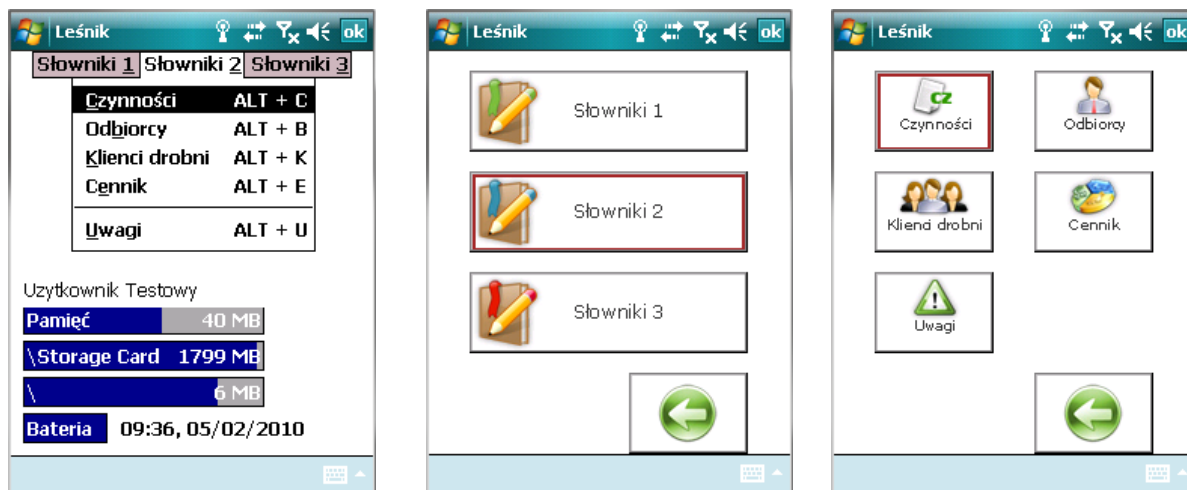 Leśnik
ok
Słowniki 1 Słowniki 2 Słowniki 3
Czynności ALT + C
Odbiorcy ALT + B
Klienci drobni ALT + K
Cennik ALT + E
Uwagi ALT + U
Uzytkownik Testowy
Pamięć 40 MB
\Storage Card 1799 MB
\ 6 MB
Bateria 09:36, 05/02/2010
Leśnik
ok
Słowniki 1
Słowniki 2
Słowniki 3
Leśnik
ok
CZ
Czynności
Odbiorcy
Klienci drobni
Cennik
Uwagi